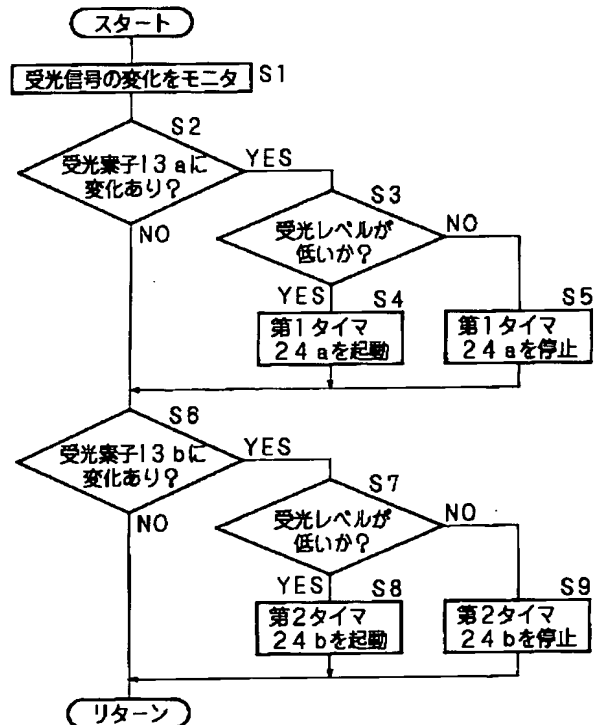 スタート
受光信号の変化をモニタ S1
S2
受光素子13aに
変化あり?
YES
NO
S3
受光レベルが
低いか?
NO
YES
S4
第1タイマ
24aを起動
S5
第1タイマ
24aを停止
S6
受光素子13bに
変化あり?
YES
NO
S7
受光レベルが
低いか?
NO
YES
S8
第2タイマ
24bを起動
S9
第2タイマ
24bを停止
リターン